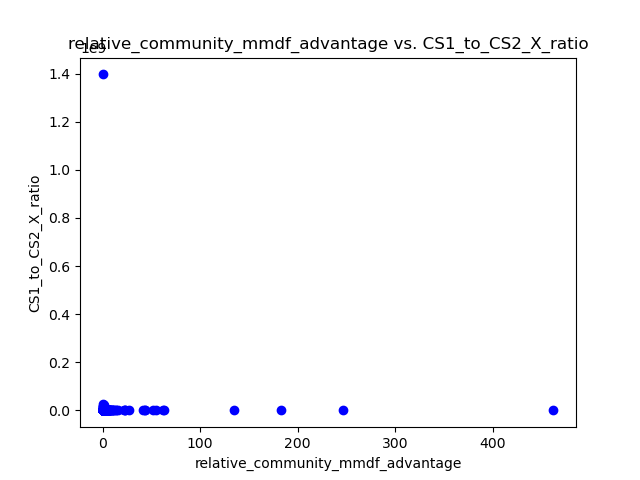 relative_community_mmdf_advantage vs. CS1_to_CS2_X_ratio
1e9
1.4
1.2
1.0
0.8
0.6
0.4
0.2
0.0
CS1_to_CS2_X_ratio
0 100 200 300 400
relative_community_mmdf_advantage